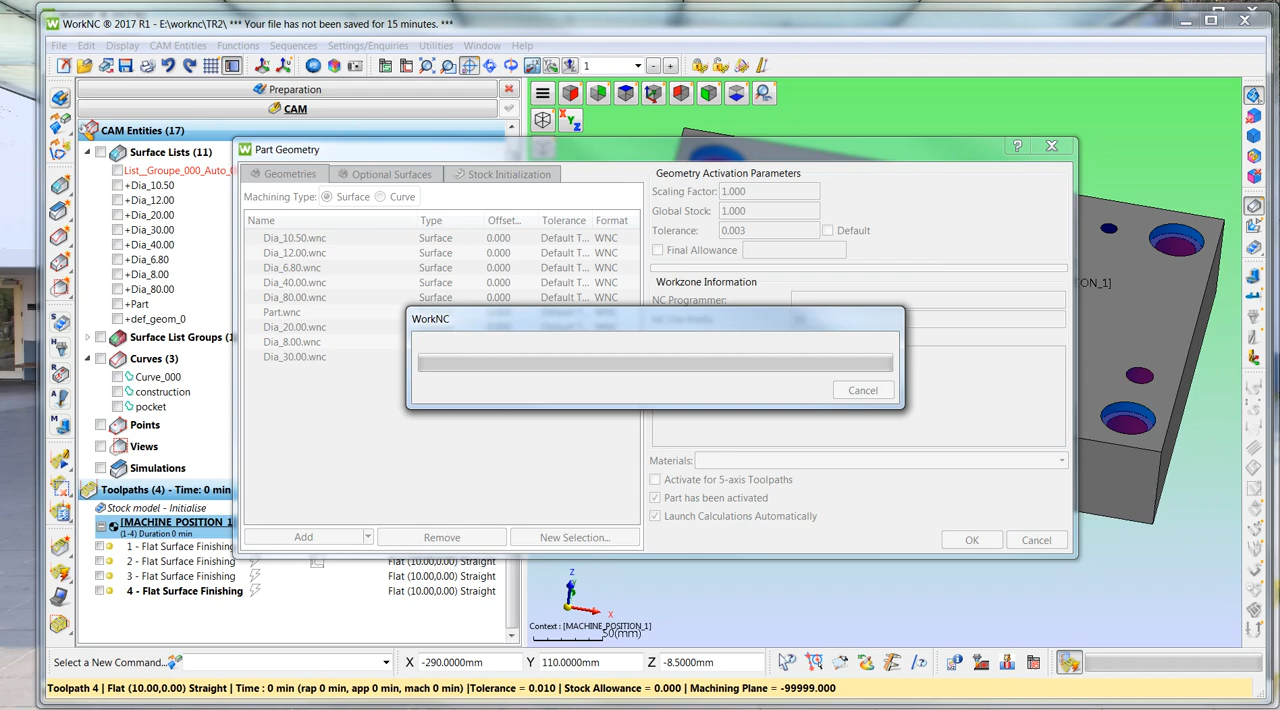 WorkNC ® 2017 R1 - E:\worknc\TR2\ *** Your file has not been saved for 15 minutes. ***
File Edit Display CAM Entities Functions Sequences Settings/Enquiries Utilities Window Help
1
Preparation
CAM
CAM Entities (17)
Surface Lists (11)
List__Groupe_000_Auto_0
+Dia_10.50
+Dia_12.00
+Dia_20.00
+Dia_30.00
+Dia_40.00
+Dia_6.80
+Dia_8.00
+Dia_80.00
+Part
+def_geom_0
Surface List Groups (1
Curves (3)
Curve_000
construction
pocket
Points
Views
Simulations
Toolpaths (4) - Time: 0 min
Stock model - Initialise
[MACHINE_POSITION_1
(1-4) Duration 0 min
1 - Flat Surface Finishing
2 - Flat Surface Finishing Flat (10.00,0.00) Straight
3 - Flat Surface Finishing Flat (10.00,0.00) Straight
4 - Flat Surface Finishing Flat (10.00,0.00) Straight
Part Geometry
Geometries Optional Surfaces Stock Initialization
Machining Type: Surface Curve
Name Type Offset... Tolerance Format
Dia_10.50.wnc Surface 0.000 Default T... WNC
Dia_12.00.wnc Surface 0.000 Default T... WNC
Dia_6.80.wnc Surface 0.000 Default T... WNC
Dia_40.00.wnc Surface 0.000 Default T... WNC
Dia_80.00.wnc Surface 0.000 Default T... WNC
Part.wnc
Dia_20.00.wnc
Dia_8.00.wnc
Dia_30.00.wnc
Add Remove New Selection...
Geometry Activation Parameters
Scaling Factor: 1.000
Global Stock: 1.000
Tolerance: 0.003 Default
Final Allowance
Workzone Information
NC Programmer:
Materials:
Activate for 5-axis Toolpaths
Part has been activated
Launch Calculations Automatically
OK Cancel
WorkNC
Cancel
X Y Z
ON_1]
Z
X
Context : [MACHINE_POSITION_1]
50(mm)
Select a New Command... X -290.0000mm Y 110.0000mm Z -8.5000mm
Toolpath 4 | Flat (10.00,0.00) Straight | Time : 0 min (rap 0 min, app 0 min, mach 0 min) |Tolerance = 0.010 | Stock Allowance = 0.000 | Machining Plane = -99999.000